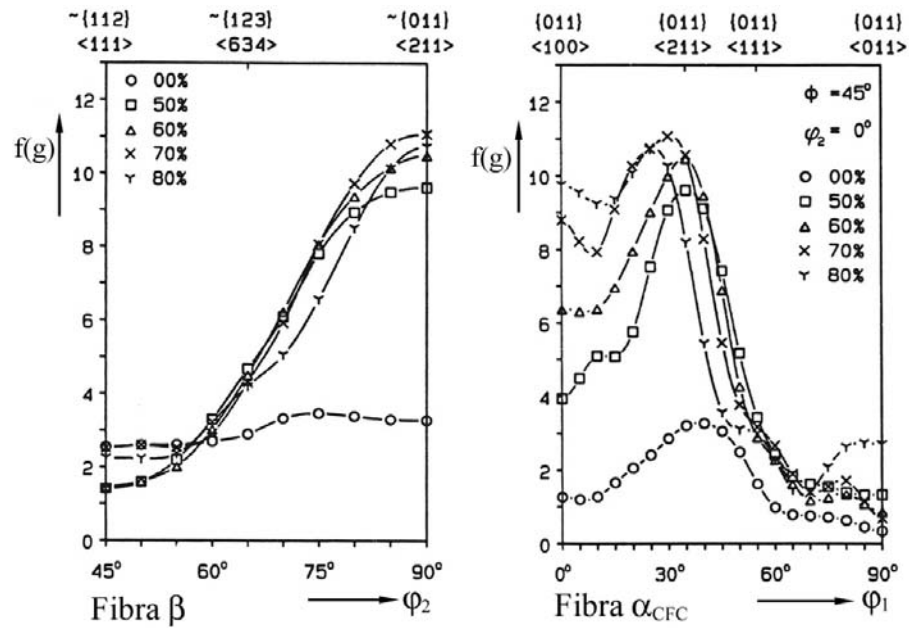 ~{112} ~{123} ~{011}
<111> <634> <211>
f(g)
12
10
8
6
4
2
0
00%
50%
60%
70%
80%
45° 60° 75° 90°
Fibra β φ₂
{011} {011} {011} {011}
<100> <211> <111> <011>
f(g)
12
10
8
6
4
2
0
ϕ =45°
φ₂ = 0°
00%
50%
60%
70%
80%
0° 30° 60° 90°
Fibra α_CFC φ₁